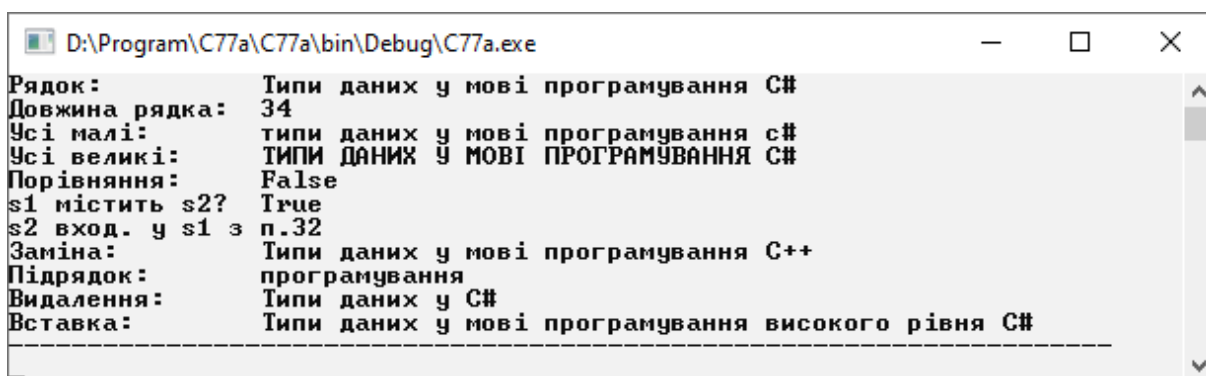 D:\Program\C77a\C77a\bin\Debug\C77a.exe
Рядок: Типи даних у мові програмування C#
Довжина рядка: 34
Усі малі: типи даних у мові програмування c#
Усі великі: ТИПИ ДАНИХ У МОВІ ПРОГРАМУВАННЯ C#
Порівняння: False
s1 містить s2? True
s2 вход. у s1 з п.32
Заміна: Типи даних у мові програмування C++
Підрядок: програмування
Видалення: Типи даних у C#
Вставка: Типи даних у мові програмування високого рівня C#